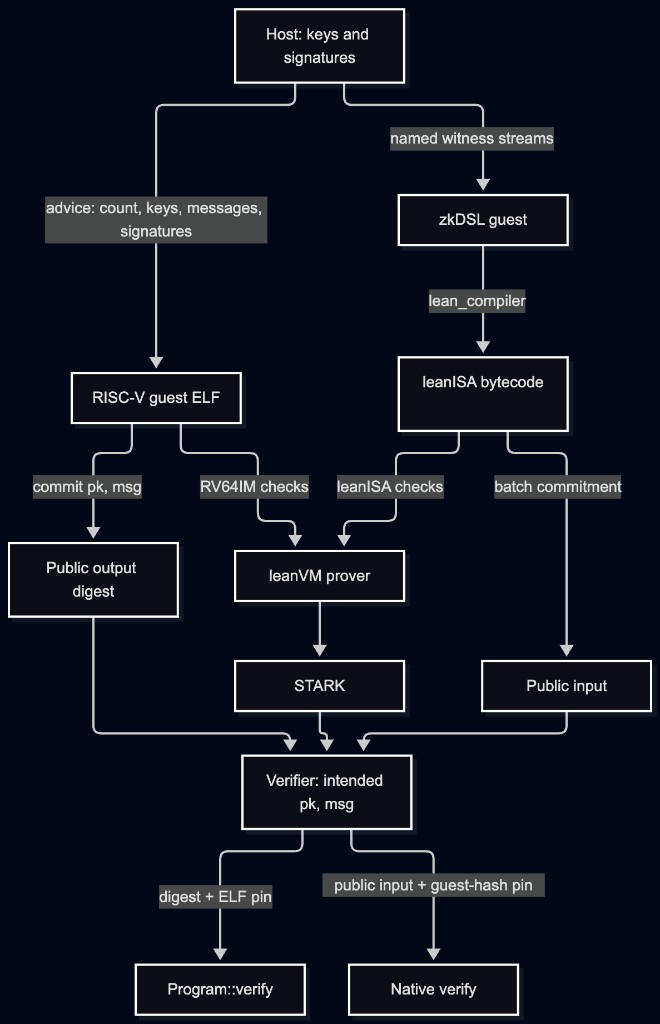 Host: keys and
signatures
named witness streams
advice: count, keys, messages,
signatures
zkDSL guest
lean_compiler
RISC-V guest ELF
leanISA bytecode
commit pk, msg
RV64IM checks
leanISA checks
batch commitment
Public output
digest
leanVM prover
STARK
Public input
Verifier: intended
pk, msg
digest + ELF pin
public input + guest-hash pin
Program::verify
Native verify